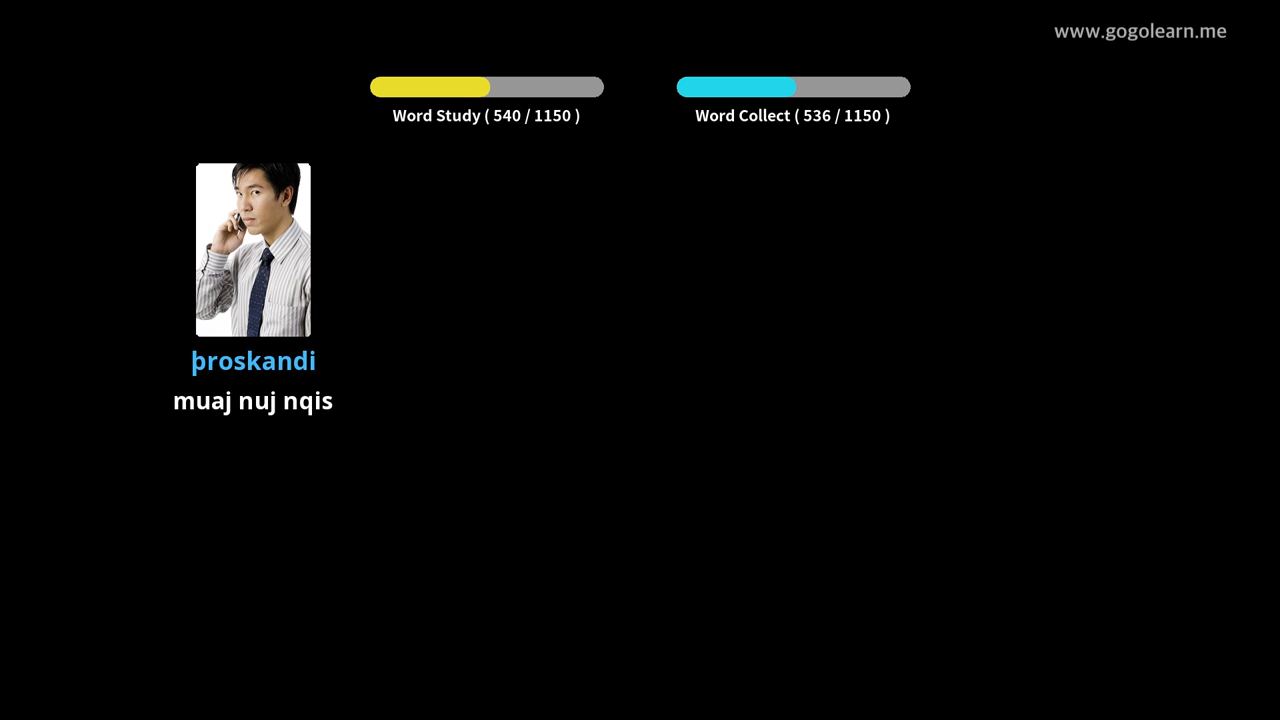 www.gogolearn.me
Word Study ( 540 / 1150 )
Word Collect ( 536 / 1150 )
þroskandi
muaj nuj nqis